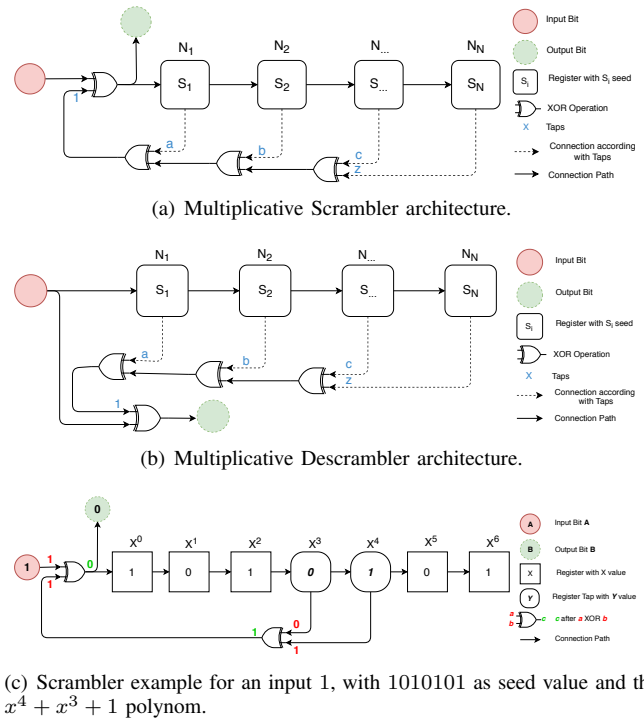 Input Bit
Output Bit
N1 N2 N... NN
S1 S2 S... SN
Si Register with Si seed
XOR Operation
1 a b c z
X Taps
Connection according with Taps
Connection Path
(a) Multiplicative Scrambler architecture.
N1 N2 N... NN
Input Bit
Output Bit
S1 S2 S... SN
Si Register with Si seed
a b c z
XOR Operation
X Taps
1
Connection according with Taps
Connection Path
(b) Multiplicative Descrambler architecture.
0
X0 X1 X2 X3 X4 X5 X6
A Input Bit A
B Output Bit B
1 1 1 0 1 0 1 0 1 0 1
X Register with X value
Y Register Tap with Y value
1 0 1
a b c c after a XOR b
Connection Path
(c) Scrambler example for an input 1, with 1010101 as seed value and th
x4 + x3 + 1 polynom.